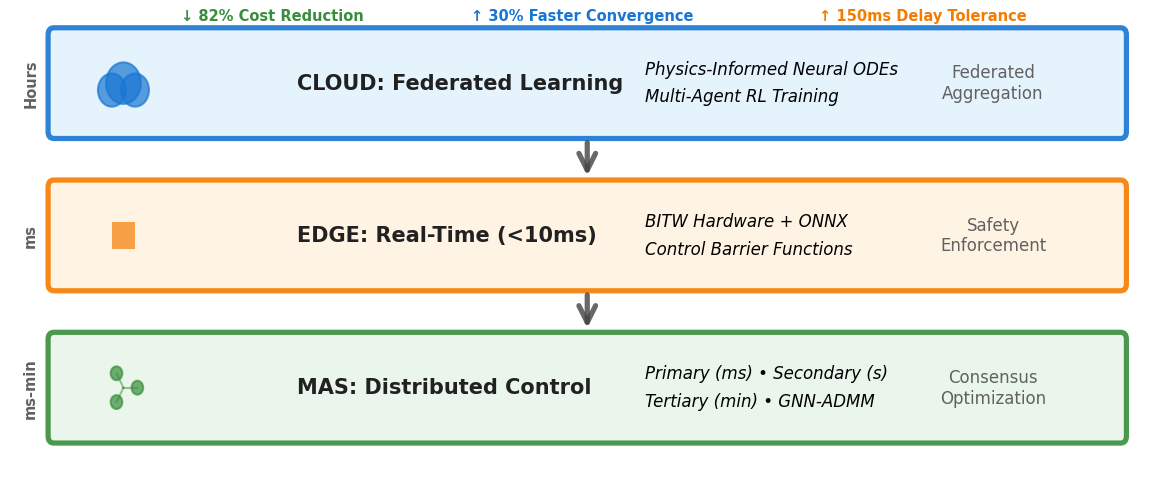 ↓ 82% Cost Reduction
↑ 30% Faster Convergence
↑ 150ms Delay Tolerance
Hours
CLOUD: Federated Learning
Physics-Informed Neural ODEs
Multi-Agent RL Training
Federated
Aggregation
ms
EDGE: Real-Time (<10ms)
BITW Hardware + ONNX
Control Barrier Functions
Safety
Enforcement
ms-min
MAS: Distributed Control
Primary (ms) • Secondary (s)
Tertiary (min) • GNN-ADMM
Consensus
Optimization